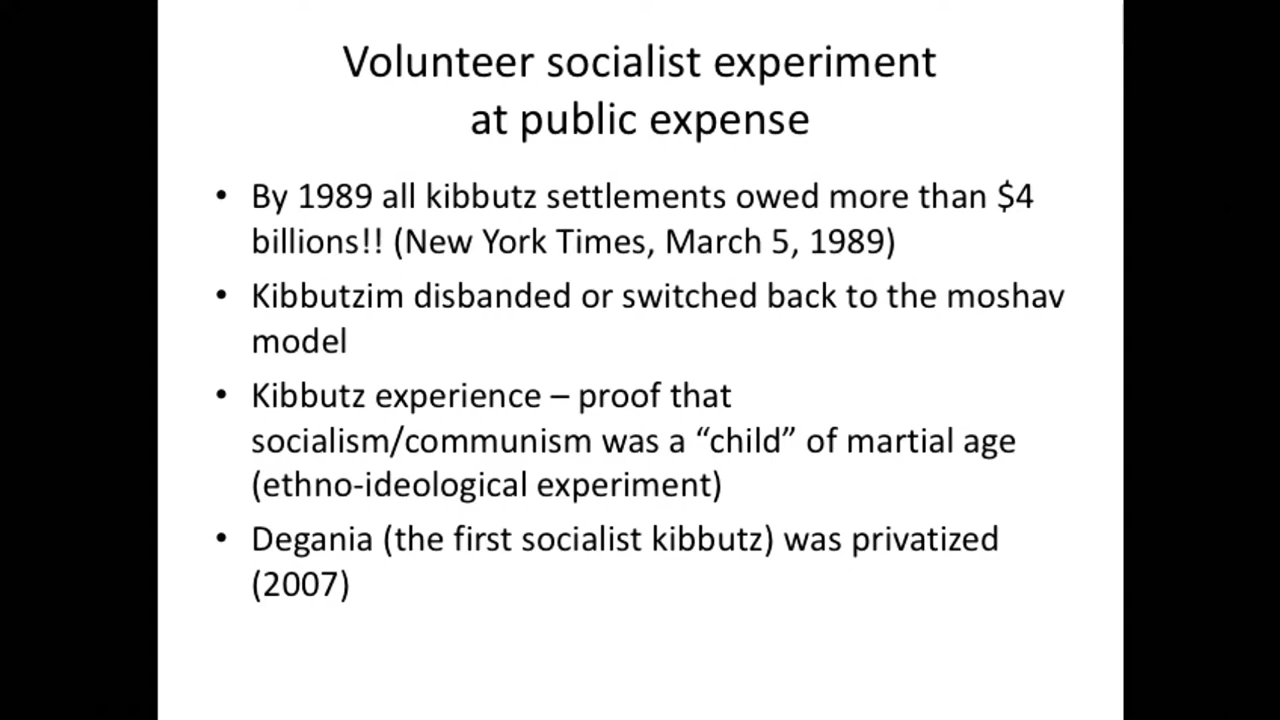 Volunteer socialist experiment
at public expense
• By 1989 all kibbutz settlements owed more than $4
billions!! (New York Times, March 5, 1989)
• Kibbutzim disbanded or switched back to the moshav
model
• Kibbutz experience – proof that
socialism/communism was a “child” of martial age
(ethno-ideological experiment)
• Degania (the first socialist kibbutz) was privatized
(2007)